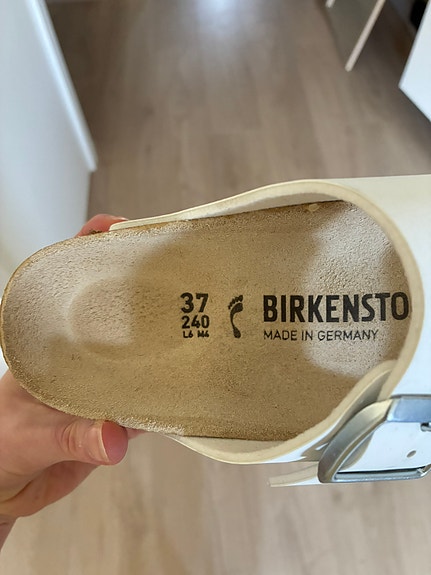 37
240
L6 M4
BIRKENSTO
MADE IN GERMANY